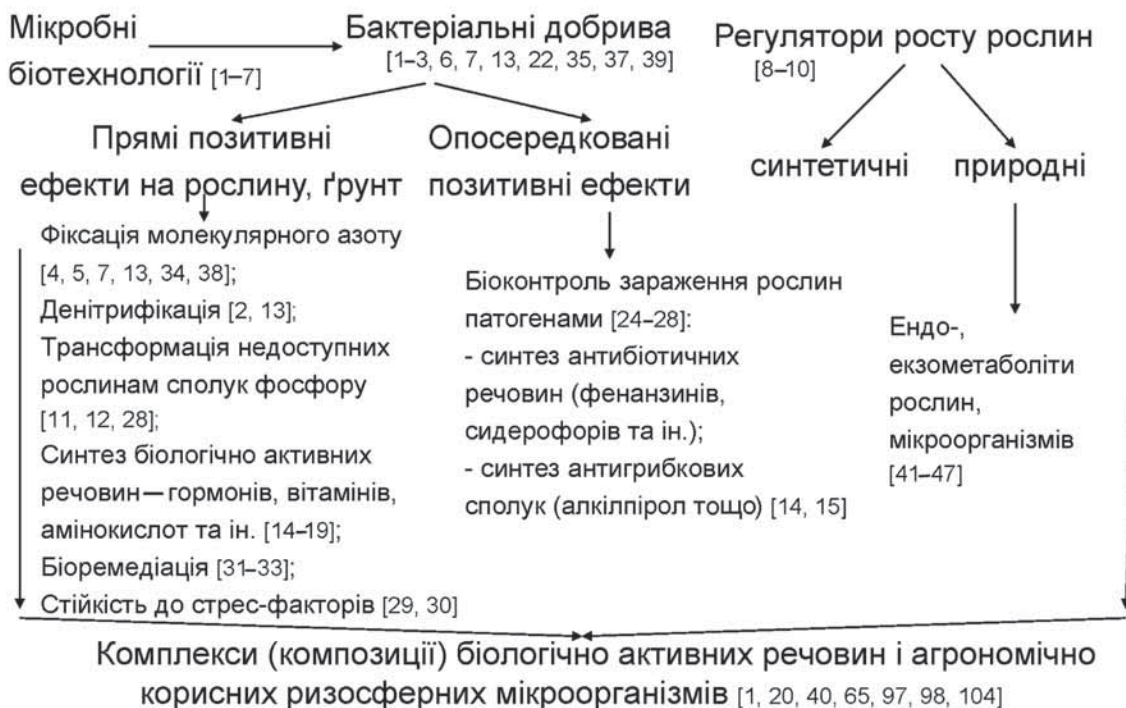 Мікробні
біотехнології [1–7]
Бактеріальні добрива
[1–3, 6, 7, 13, 22, 35, 37, 39]
Регулятори росту рослин
[8–10]
Прямі позитивні
ефекти на рослину, ґрунт
Опосередковані
позитивні ефекти
синтетичні
природні
Фіксація молекулярного азоту
[4, 5, 7, 13, 34, 38];
Денітрифікація [2, 13];
Трансформація недоступних
рослинам сполук фосфору
[11, 12, 28];
Синтез біологічно активних
речовин — гормонів, вітамінів,
амінокислот та ін. [14–19];
Біоремедіація [31–33];
Стійкість до стрес-факторів [29, 30]
Біоконтроль зараження рослин
патогенами [24–28]:
- синтез антибіотичних
речовин (фенанзинів,
сидерофорів та ін.);
- синтез антигрибкових
сполук (алкілпірол тощо) [14, 15]
Ендо-,
екзометаболіти
рослин,
мікроорганізмів
[41–47]
Комплекси (композиції) біологічно активних речовин і агрономічно
корисних ризосферних мікроорганізмів [1, 20, 40, 65, 97, 98, 104]